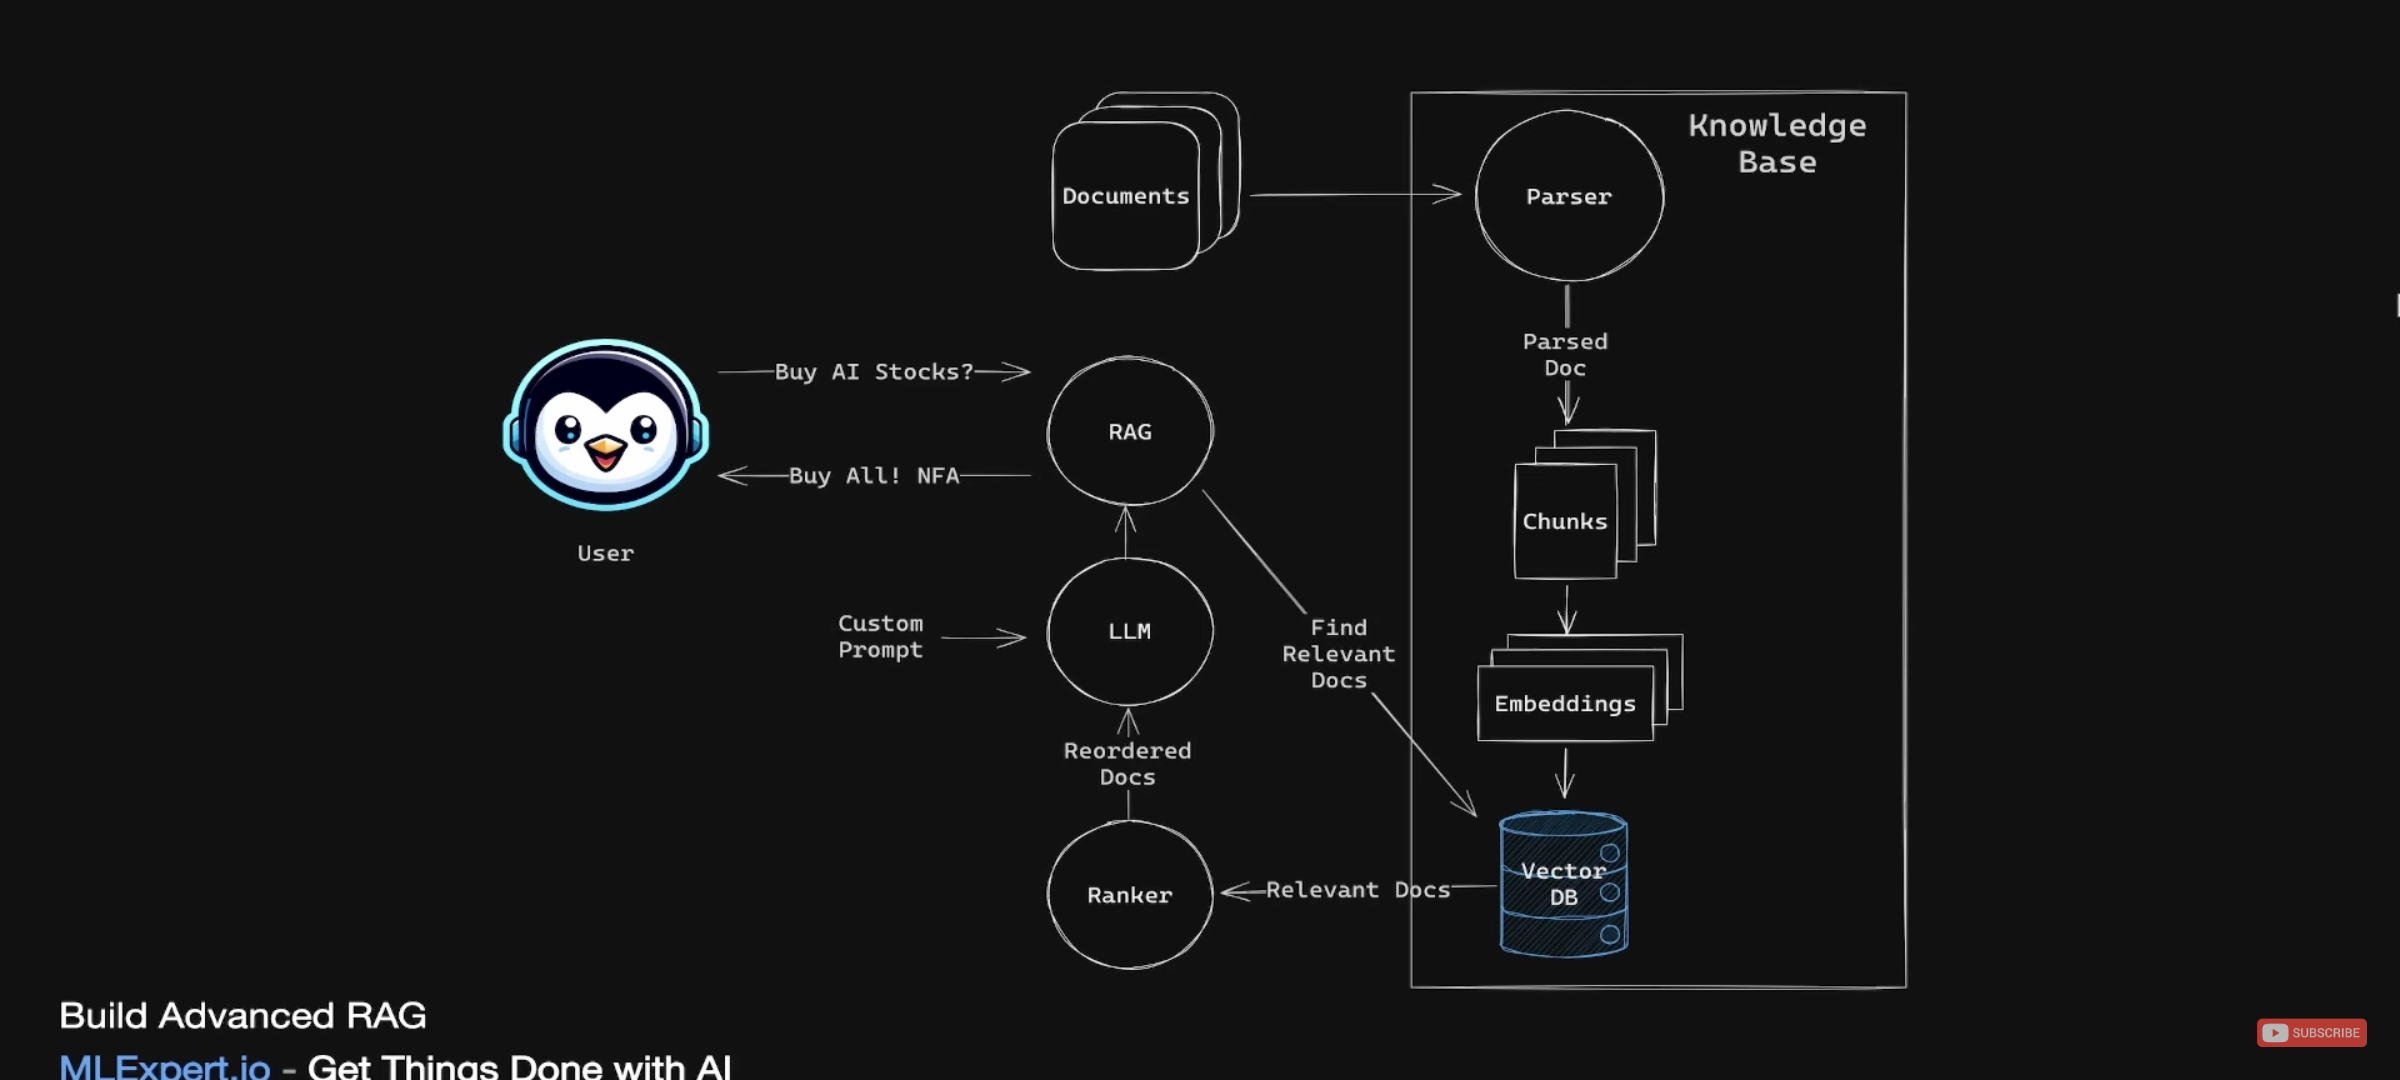 Knowledge
Base
Documents
Parser
Parsed
Doc
Buy AI Stocks?
RAG
Buy All! NFA
User
Chunks
Custom
Prompt
LLM
Find
Relevant
Docs
Embeddings
Reordered
Docs
Ranker
Relevant Docs
Vector
DB
Build Advanced RAG
MLExpert.io - Get Things Done with AI
SUBSCRIBE